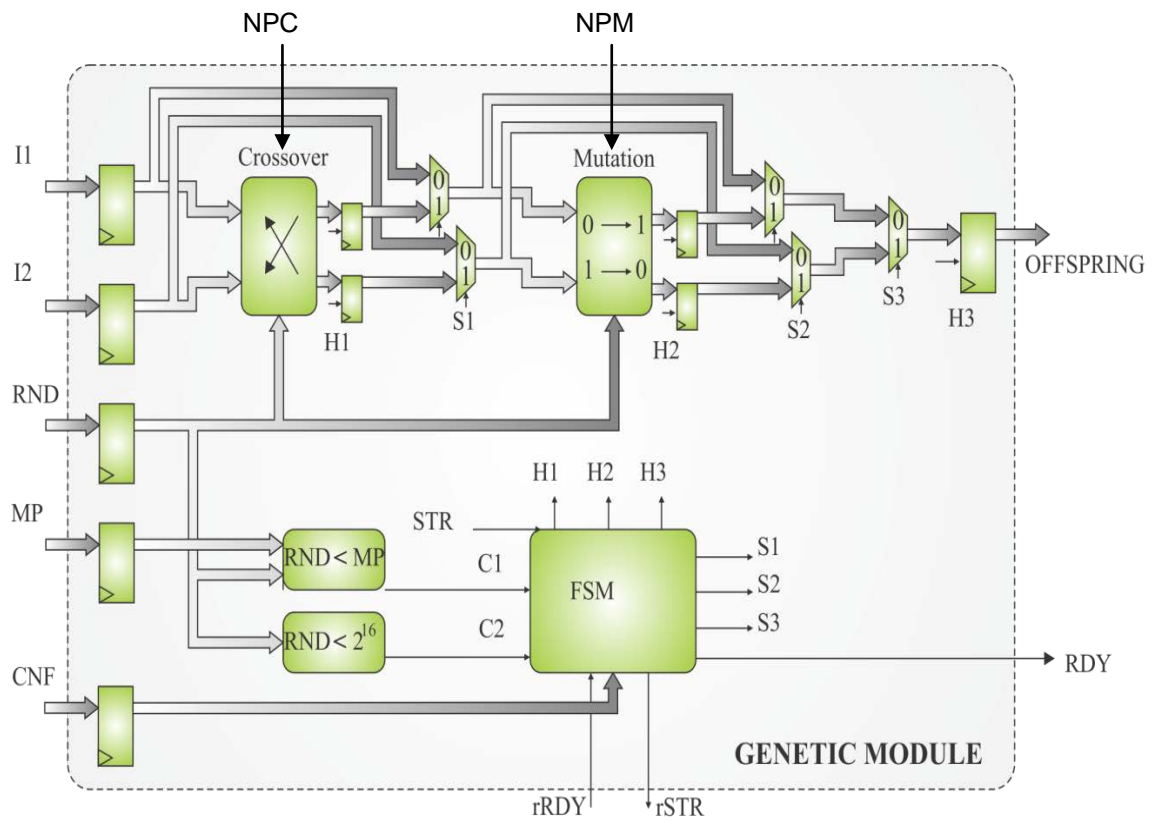 NPC
NPM
I1
Crossover
Mutation
0
1
0
1
0 → 1
1 → 0
0
1
0
1
0
1
I2
OFFSPRING
S1
S2
S3
H1
H2
H3
RND
H1
H2
H3
MP
STR
RND < MP
C1
FSM
S1
S2
S3
RND < 2^16
C2
CNF
RDY
GENETIC MODULE
rRDY
rSTR